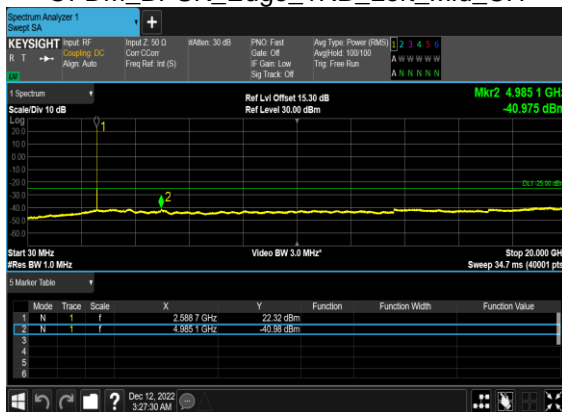 Spectrum Analyzer 1
Swept SA
+
KEYSIGHT Input: RF Input Z: 50 Ω #Atten: 30 dB PNO: Fast Avg Type: Power (RMS) 1 2 3 4 5 6
R T Coupling: DC Corr CCorr Gate: Off Avg|Hold: 100/100 A W W W W W
Align: Auto Freq Ref: Int (S) IF Gain: Low Trig: Free Run
Sig Track: Off A N N N N N
LU
1 Spectrum Ref Lvl Offset 15.30 dB Mkr2 4.985 1 GHz
Scale/Div 10 dB Ref Level 30.00 dBm -40.975 dBm
Log
20.0
10.0
0.00
-10.0
-20.0
-30.0
-40.0
-50.0
-60.0
1
2
DL1 -25.00 dBm
Start 30 MHz Video BW 3.0 MHz* Stop 20.000 GHz
#Res BW 1.0 MHz Sweep 34.7 ms (40001 pts)
5 Marker Table
Mode Trace Scale X Y Function Function Width Function Value
1 N 1 f 2.588 7 GHz 22.32 dBm
2 N 1 f 4.985 1 GHz -40.98 dBm
3
4
5
6
? Dec 12, 2022
3:27:30 AM